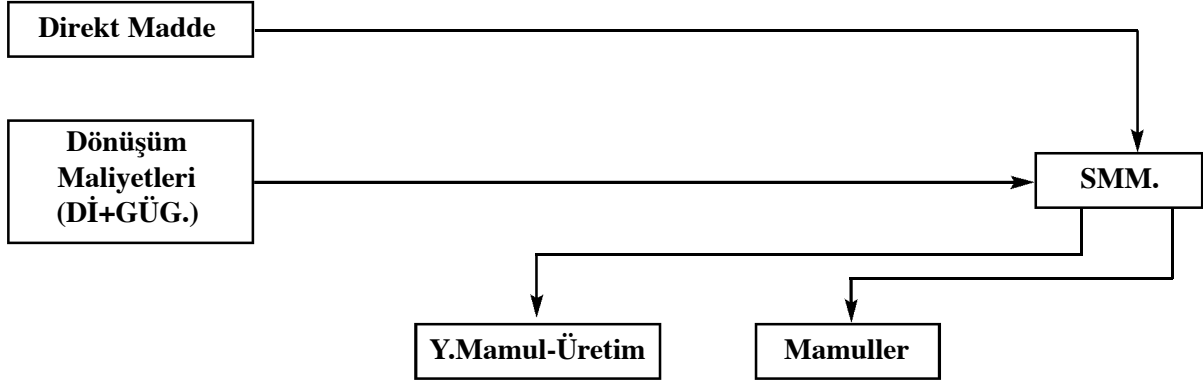 Direkt Madde
Dönüşüm
Maliyetleri
(Dİ+GÜG.)
SMM.
Y.Mamul-Üretim
Mamuller